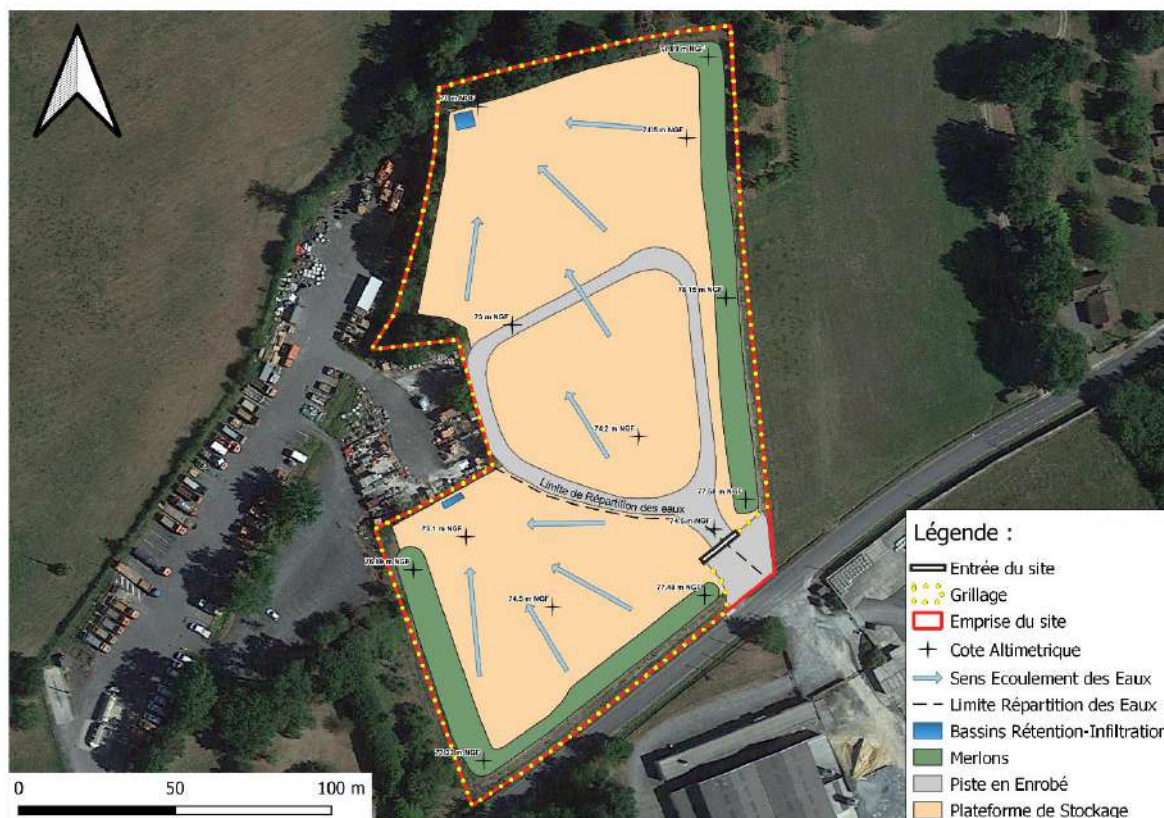 73 m NGF
78.15 m NGF
73 m NGF
74.2 m NGF
Limite de Répartition des eaux
77.48 m NGF
74.5 m NGF
Légende :
Entrée du site
Grillage
Emprise du site
Cote Altimetrique
Sens Ecoulement des Eaux
Limite Répartition des Eaux
Bassins Rétention-Infiltration
Merlons
Piste en Enrobé
Plateforme de Stockage
0 50 100 m